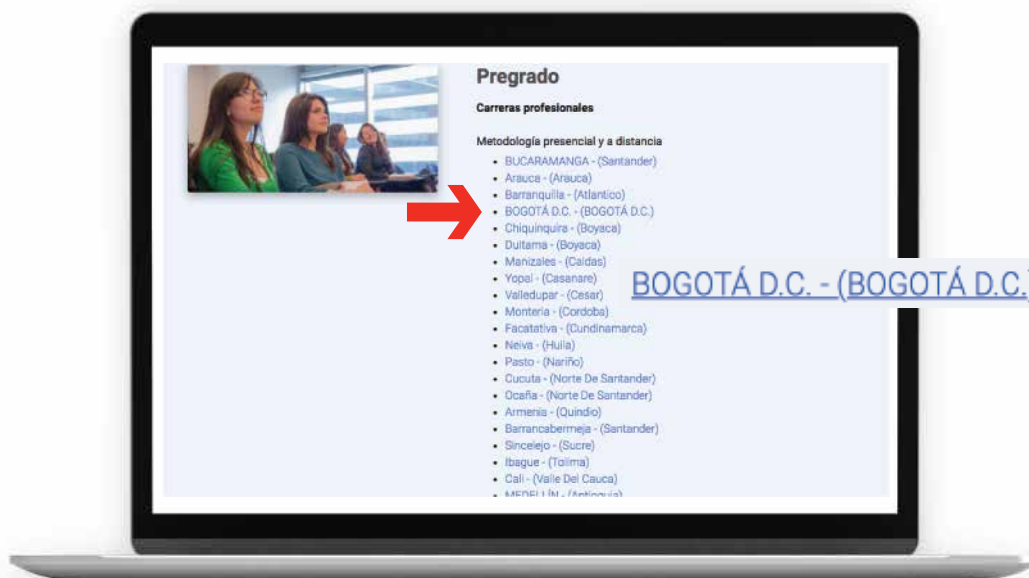 Pregrado
Carreras profesionales
Metodología presencial y a distancia
BUCARAMANGA - (Santander)
Arauca - (Arauca)
Barranquilla - (Atlantico)
BOGOTÁ D.C. - (BOGOTÁ D.C.)
Chiquinquira - (Boyaca)
Duitama - (Boyaca)
Manizales - (Caldas)
Yopal - (Casanare)
Valledupar - (Cesar)
Monteria - (Cordoba)
Facatativa - (Cundinamarca)
Neiva - (Huila)
Pasto - (Nariño)
Cucuta - (Norte De Santander)
Ocaña - (Norte De Santander)
Armenia - (Quindio)
Barrancabermeja - (Santander)
Sincelejo - (Sucre)
Ibague - (Tolima)
Cali - (Valle Del Cauca)
MEDELLÍN - (Antioquia)
BOGOTÁ D.C. - (BOGOTÁ D.C.)